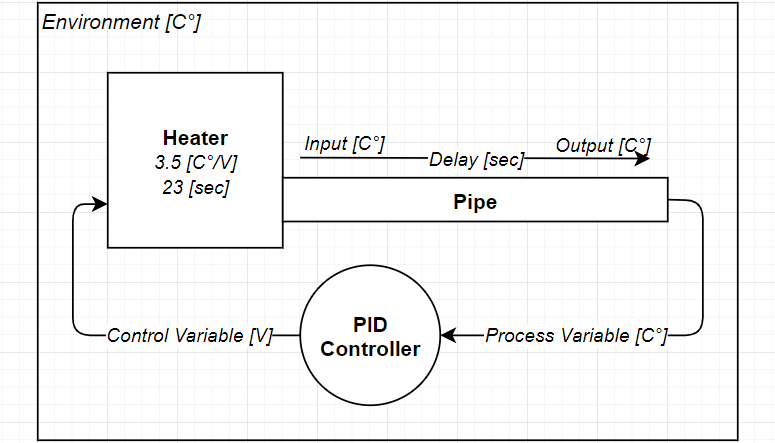 Environment [C°]
Heater
3.5 [C°/V]
23 [sec]
Input [C°]
Delay [sec]
Output [C°]
Pipe
Control Variable [V]
PID
Controller
Process Variable [C°]